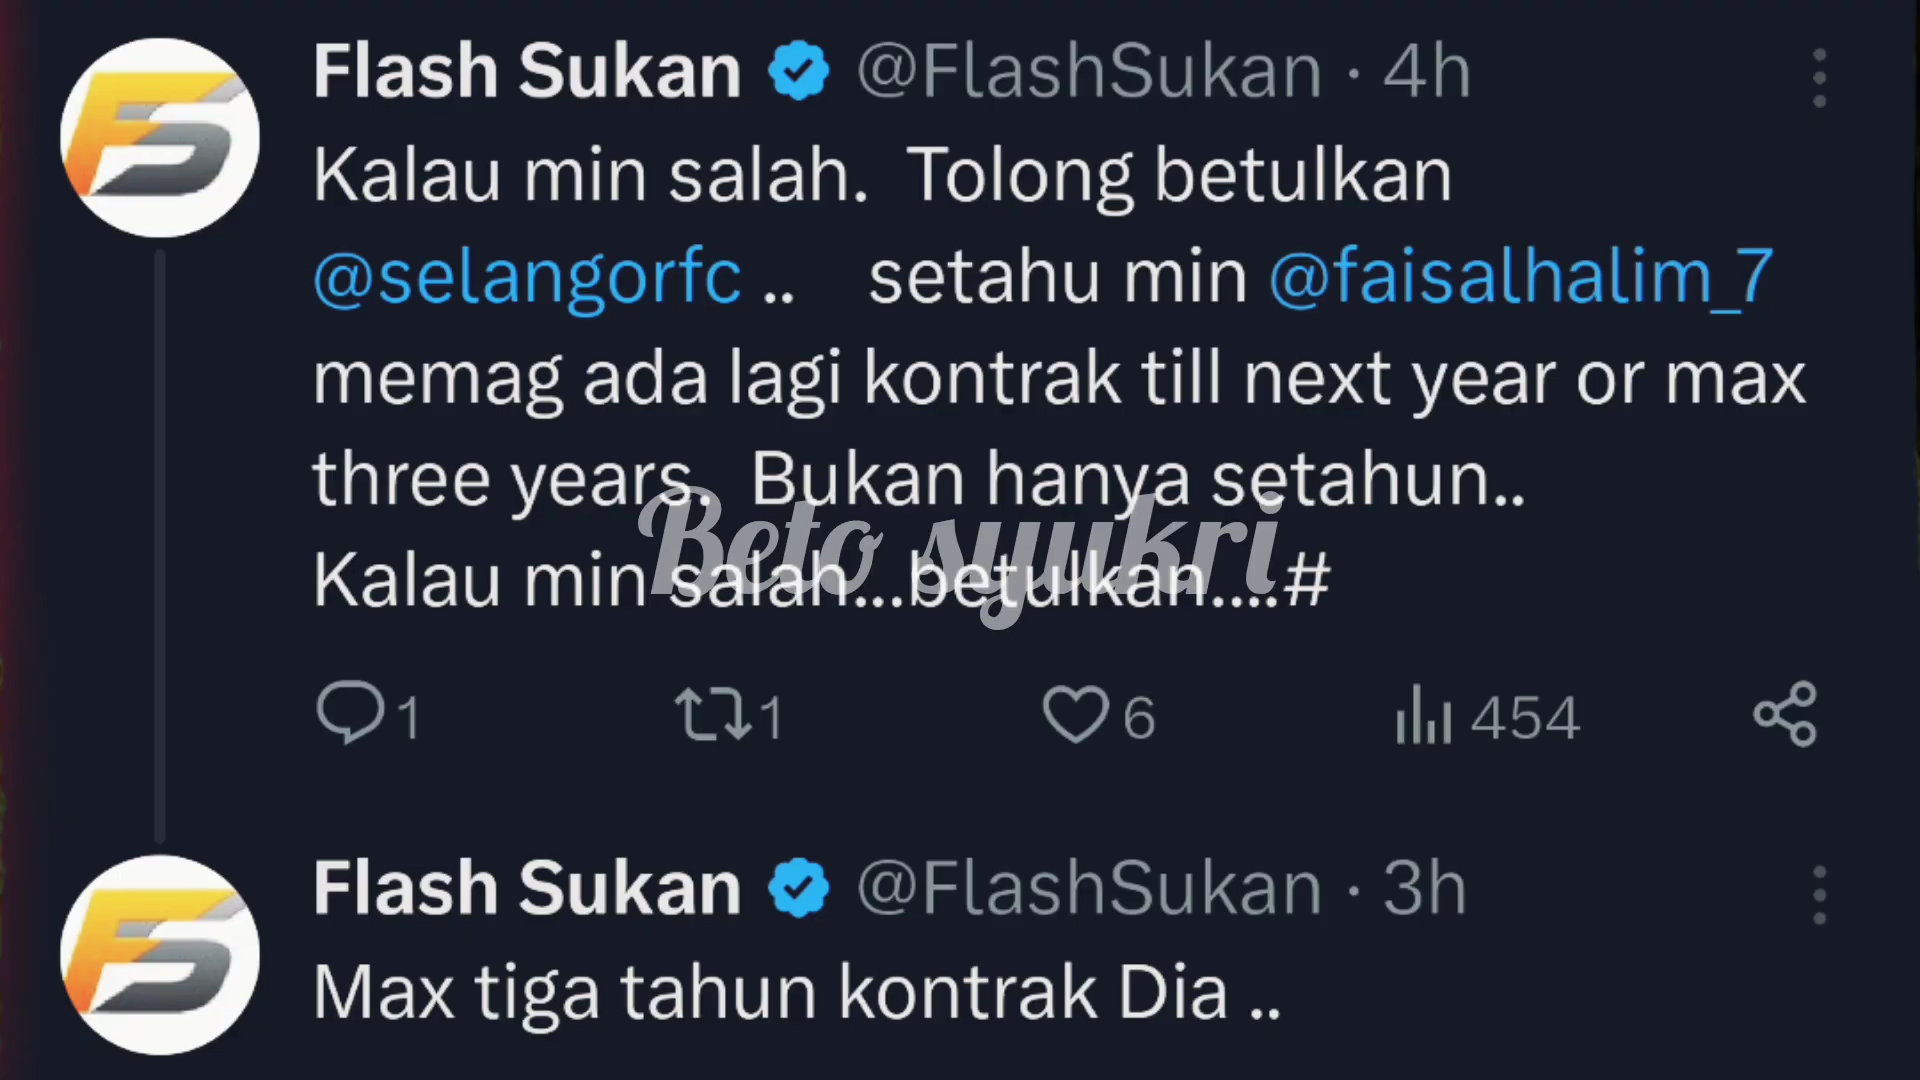 Flash Sukan @FlashSukan · 4h
Kalau min salah. Tolong betulkan
@selangorfc .. setahu min @faisalhalim_7
memag ada lagi kontrak till next year or max
three years. Bukan hanya setahun..
Kalau min salah...betulkan....#
Beto syukri
1 1 6 454
Flash Sukan @FlashSukan · 3h
Max tiga tahun kontrak Dia ..